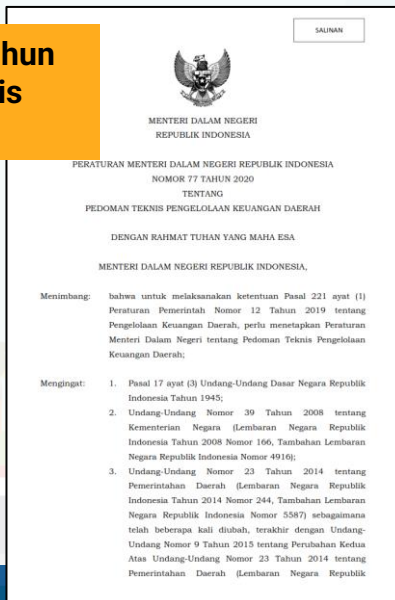 hun
is
SALINAN
MENTERI DALAM NEGERI
REPUBLIK INDONESIA
PERATURAN MENTERI DALAM NEGERI REPUBLIK INDONESIA
NOMOR 77 TAHUN 2020
TENTANG
PEDOMAN TEKNIS PENGELOLAAN KEUANGAN DAERAH
DENGAN RAHMAT TUHAN YANG MAHA ESA
MENTERI DALAM NEGERI REPUBLIK INDONESIA,
Menimbang: bahwa untuk melaksanakan ketentuan Pasal 221 ayat (1)
Peraturan Pemerintah Nomor 12 Tahun 2019 tentang
Pengelolaan Keuangan Daerah, perlu menetapkan Peraturan
Menteri Dalam Negeri tentang Pedoman Teknis Pengelolaan
Keuangan Daerah;
Mengingat: 1. Pasal 17 ayat (3) Undang-Undang Dasar Negara Republik
Indonesia Tahun 1945;
2. Undang-Undang Nomor 39 Tahun 2008 tentang
Kementerian Negara (Lembaran Negara Republik
Indonesia Tahun 2008 Nomor 166, Tambahan Lembaran
Negara Republik Indonesia Nomor 4916);
3. Undang-Undang Nomor 23 Tahun 2014 tentang
Pemerintahan Daerah (Lembaran Negara Republik
Indonesia Tahun 2014 Nomor 244, Tambahan Lembaran
Negara Republik Indonesia Nomor 5587) sebagaimana
telah beberapa kali diubah, terakhir dengan Undang-
Undang Nomor 9 Tahun 2015 tentang Perubahan Kedua
Atas Undang-Undang Nomor 23 Tahun 2014 tentang
Pemerintahan Daerah (Lembaran Negara Republik